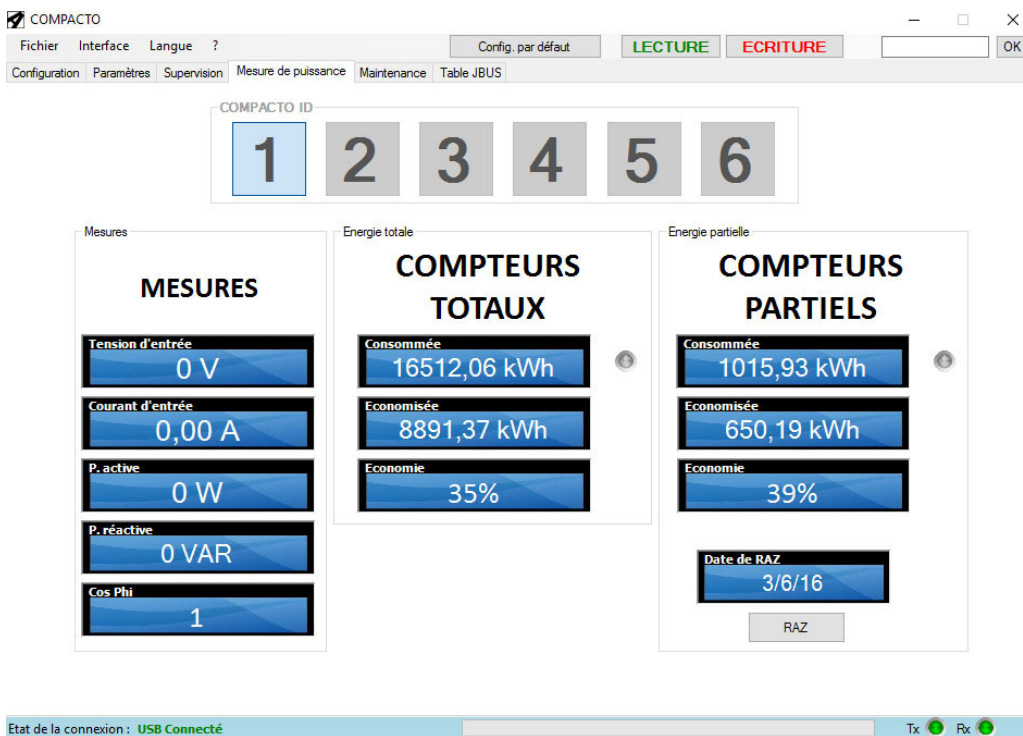 COMPACTO
Fichier Interface Langue ? Config. par défaut LECTURE ECRITURE OK
Configuration Paramètres Supervision Mesure de puissance Maintenance Table JBUS
COMPACTO ID
1 2 3 4 5 6
Mesures
MESURES
Tension d'entrée
0 V
Courant d'entrée
0,00 A
P. active
0 W
P. réactive
0 VAR
Cos Phi
1
Energie totale
COMPTEURS
TOTAUX
Consommée
16512,06 kWh
Economisée
8891,37 kWh
Economie
35%
Energie partielle
COMPTEURS
PARTIELS
Consommée
1015,93 kWh
Economisée
650,19 kWh
Economie
39%
Date de RAZ
3/6/16
RAZ
Etat de la connexion : USB Connecté Tx Rx